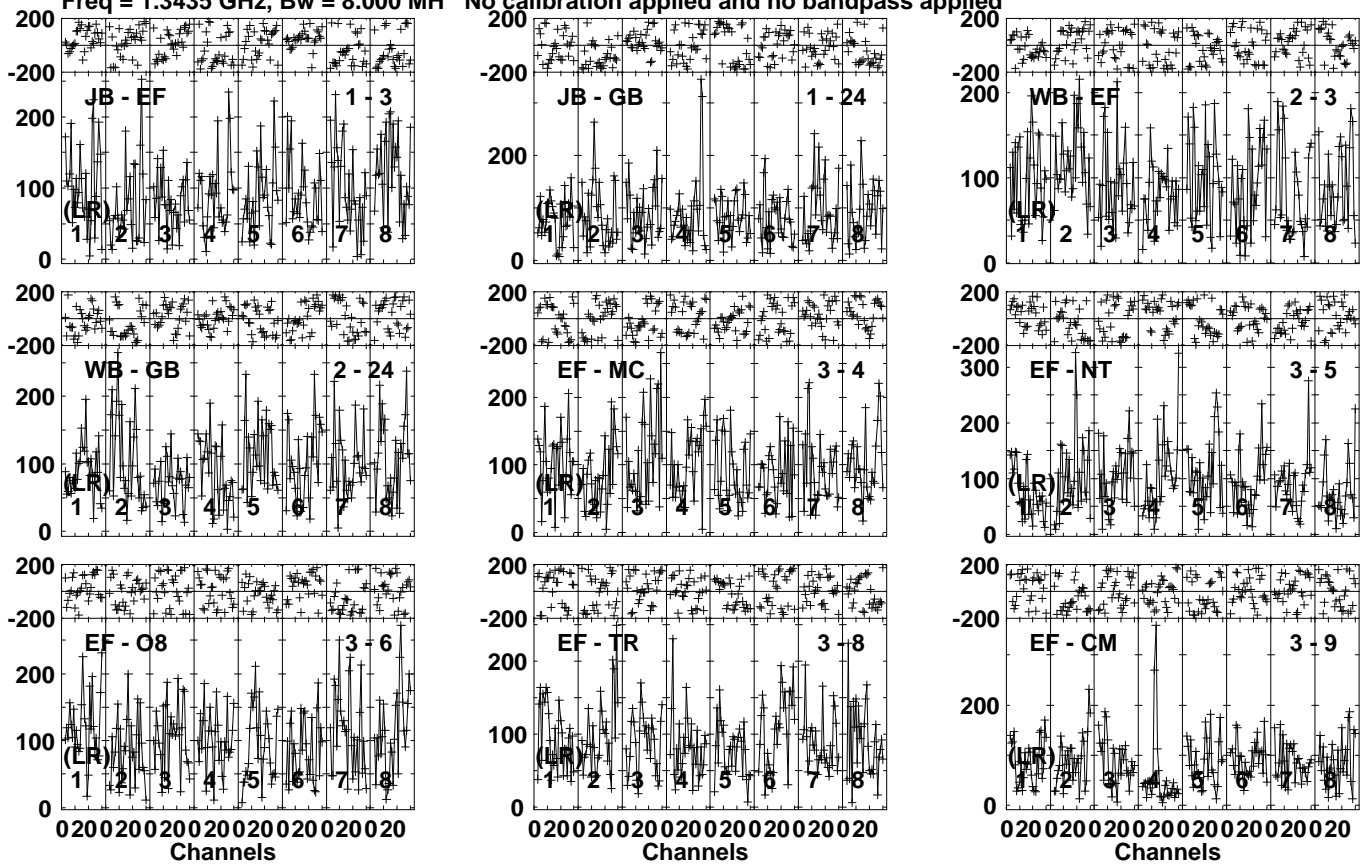 Freq = 1.3435 GHz, Bw = 8.000 MH   No calibration applied and no bandpass applied
200 200 200
-200 -200 -200
JB - EF 1 - 3 JB - GB 1 - 24 WB - EF 2 - 3
200 200 200
100 100
(LR) (LR) (LR)
1 2 3 4 5 6 7 8 1 2 3 4 5 6 7 8 1 2 3 4 5 6 7 8
0 0 0
200 200 200
-200 -200 -200
WB - GB 2 - 24 EF - MC 3 - 4 EF - NT 3 - 5
300
200 200 200
100 100 100
(LR) (LR) (LR)
1 2 3 4 5 6 7 8 1 2 3 4 5 6 7 8 1 2 3 4 5 6 7 8
0 0 0
200 200 200
-200 -200 -200
EF - O8 3 - 6 EF - TR 3 - 8 EF - CM 3 - 9
200 200 200
100 100
(LR) (LR) (LR)
1 2 3 4 5 6 7 8 1 2 3 4 5 6 7 8 1 2 3 4 5 6 7 8
0 0 0
0 20 0 20 0 20 0 20 0 20 0 20 0 20 0 20 0 20 0 20 0 20 0 20 0 20 0 20 0 20 0 20 0 20 0 20 0 20 0 20 0 20 0 20 0 20 0 20
Channels Channels Channels